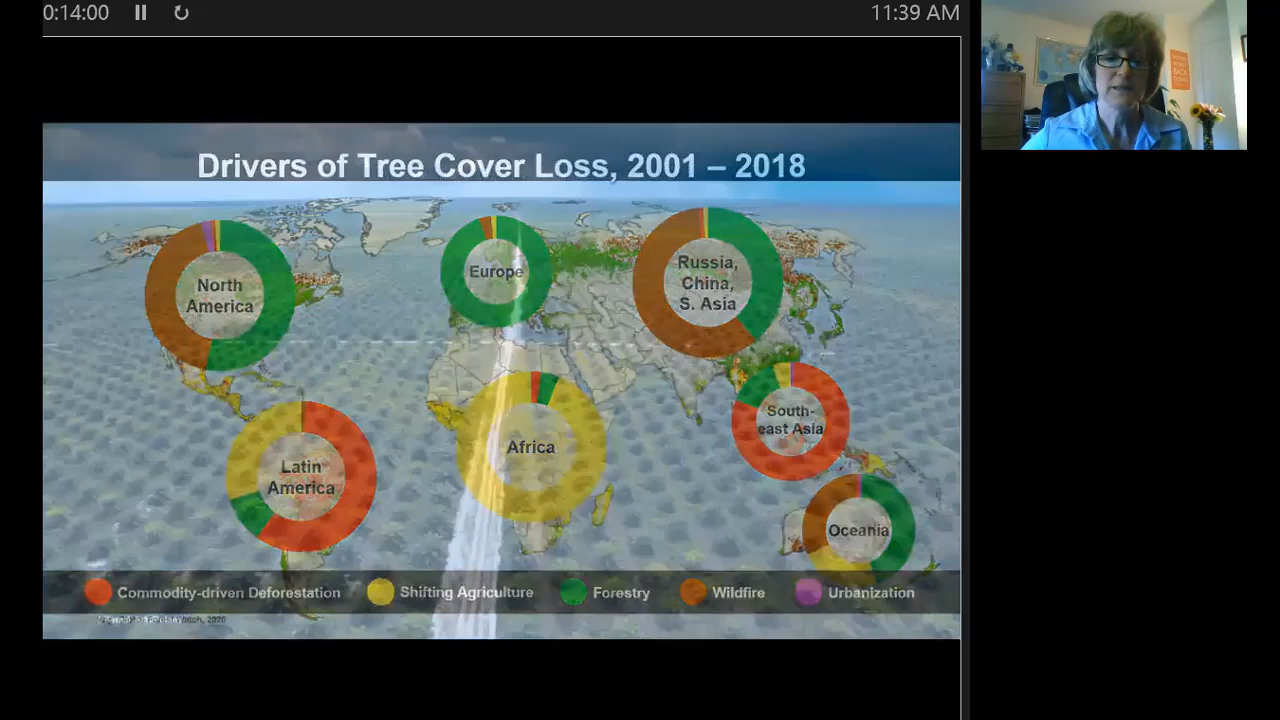 0:14:00
11:39 AM
Drivers of Tree Cover Loss, 2001 – 2018
North
America
Europe
Russia,
China,
S. Asia
Latin
America
Africa
South-
east Asia
Oceania
Commodity-driven Deforestation
Shifting Agriculture
Forestry
Wildfire
Urbanization
2020